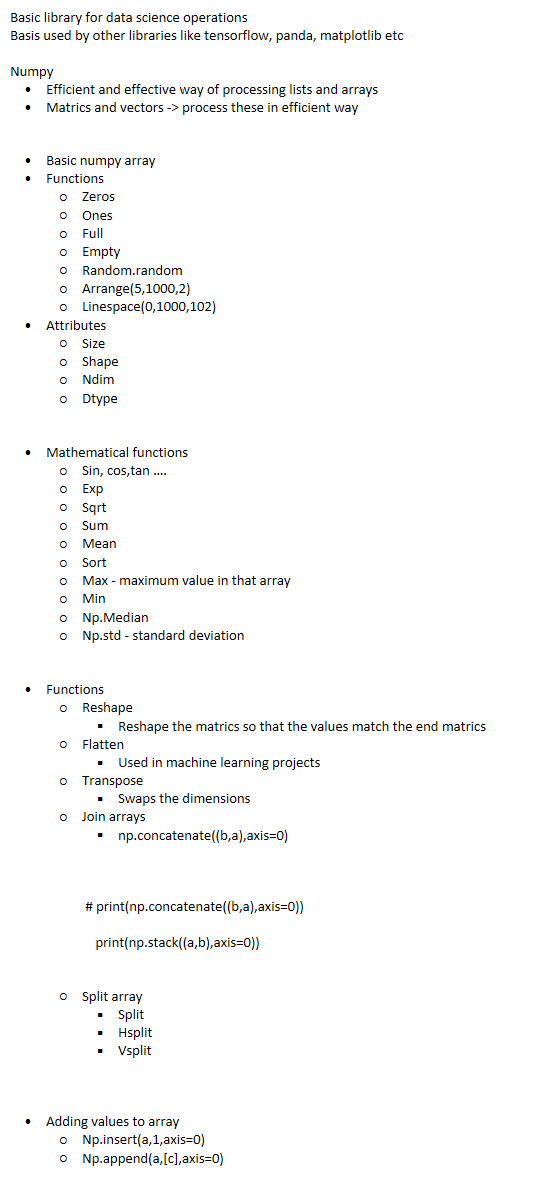 Basic library for data science operations
Basis used by other libraries like tensorflow, panda, matplotlib etc
Numpy
• Efficient and effective way of processing lists and arrays
• Matrics and vectors -> process these in efficient way
• Basic numpy array
• Functions
o Zeros
o Ones
o Full
o Empty
o Random.random
o Arrange(5,1000,2)
o Linespace(0,1000,102)
• Attributes
o Size
o Shape
o Ndim
o Dtype
• Mathematical functions
o Sin, cos,tan ....
o Exp
o Sqrt
o Sum
o Mean
o Sort
o Max - maximum value in that array
o Min
o Np.Median
o Np.std - standard deviation
• Functions
o Reshape
▪ Reshape the matrics so that the values match the end matrics
o Flatten
▪ Used in machine learning projects
o Transpose
▪ Swaps the dimensions
o Join arrays
▪ np.concatenate((b,a),axis=0)
# print(np.concatenate((b,a),axis=0))
print(np.stack((a,b),axis=0))
o Split array
▪ Split
▪ Hsplit
▪ Vsplit
• Adding values to array
o Np.insert(a,1,axis=0)
o Np.append(a,[c],axis=0)